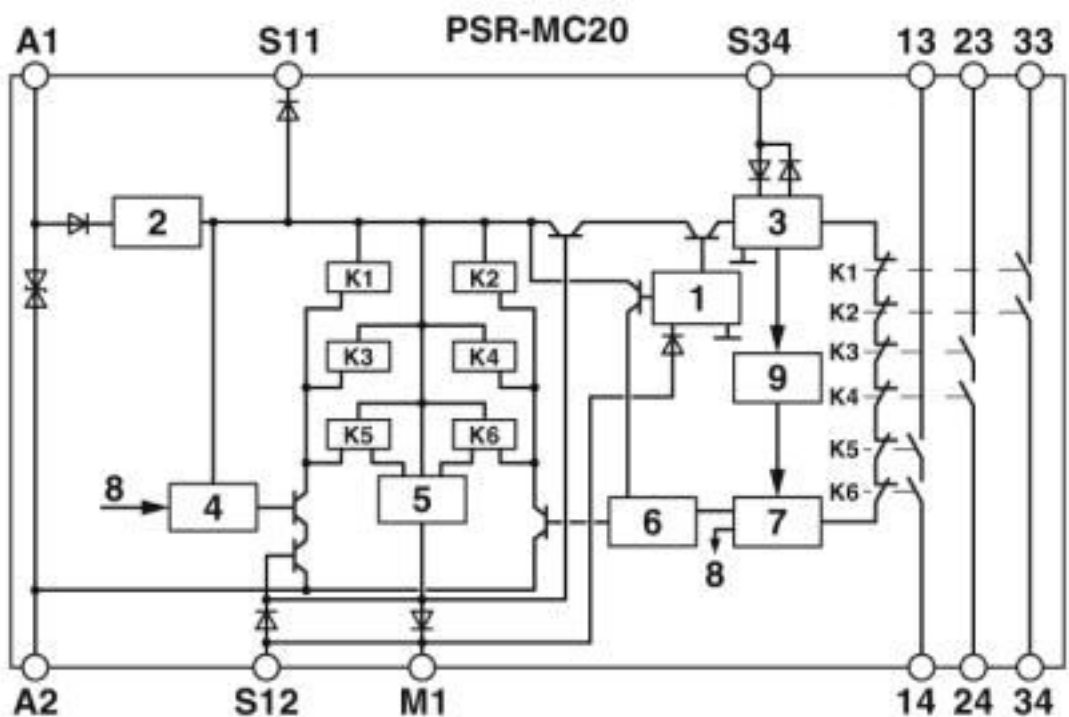 PSR-MC20
A1 S11 S34 13 23 33
2 3
K1 K2 1 K1
K2
K3 K4 9 K3
K4
K5 K6 K5
8 4 5 6 7 K6
8
A2 S12 M1 14 24 34